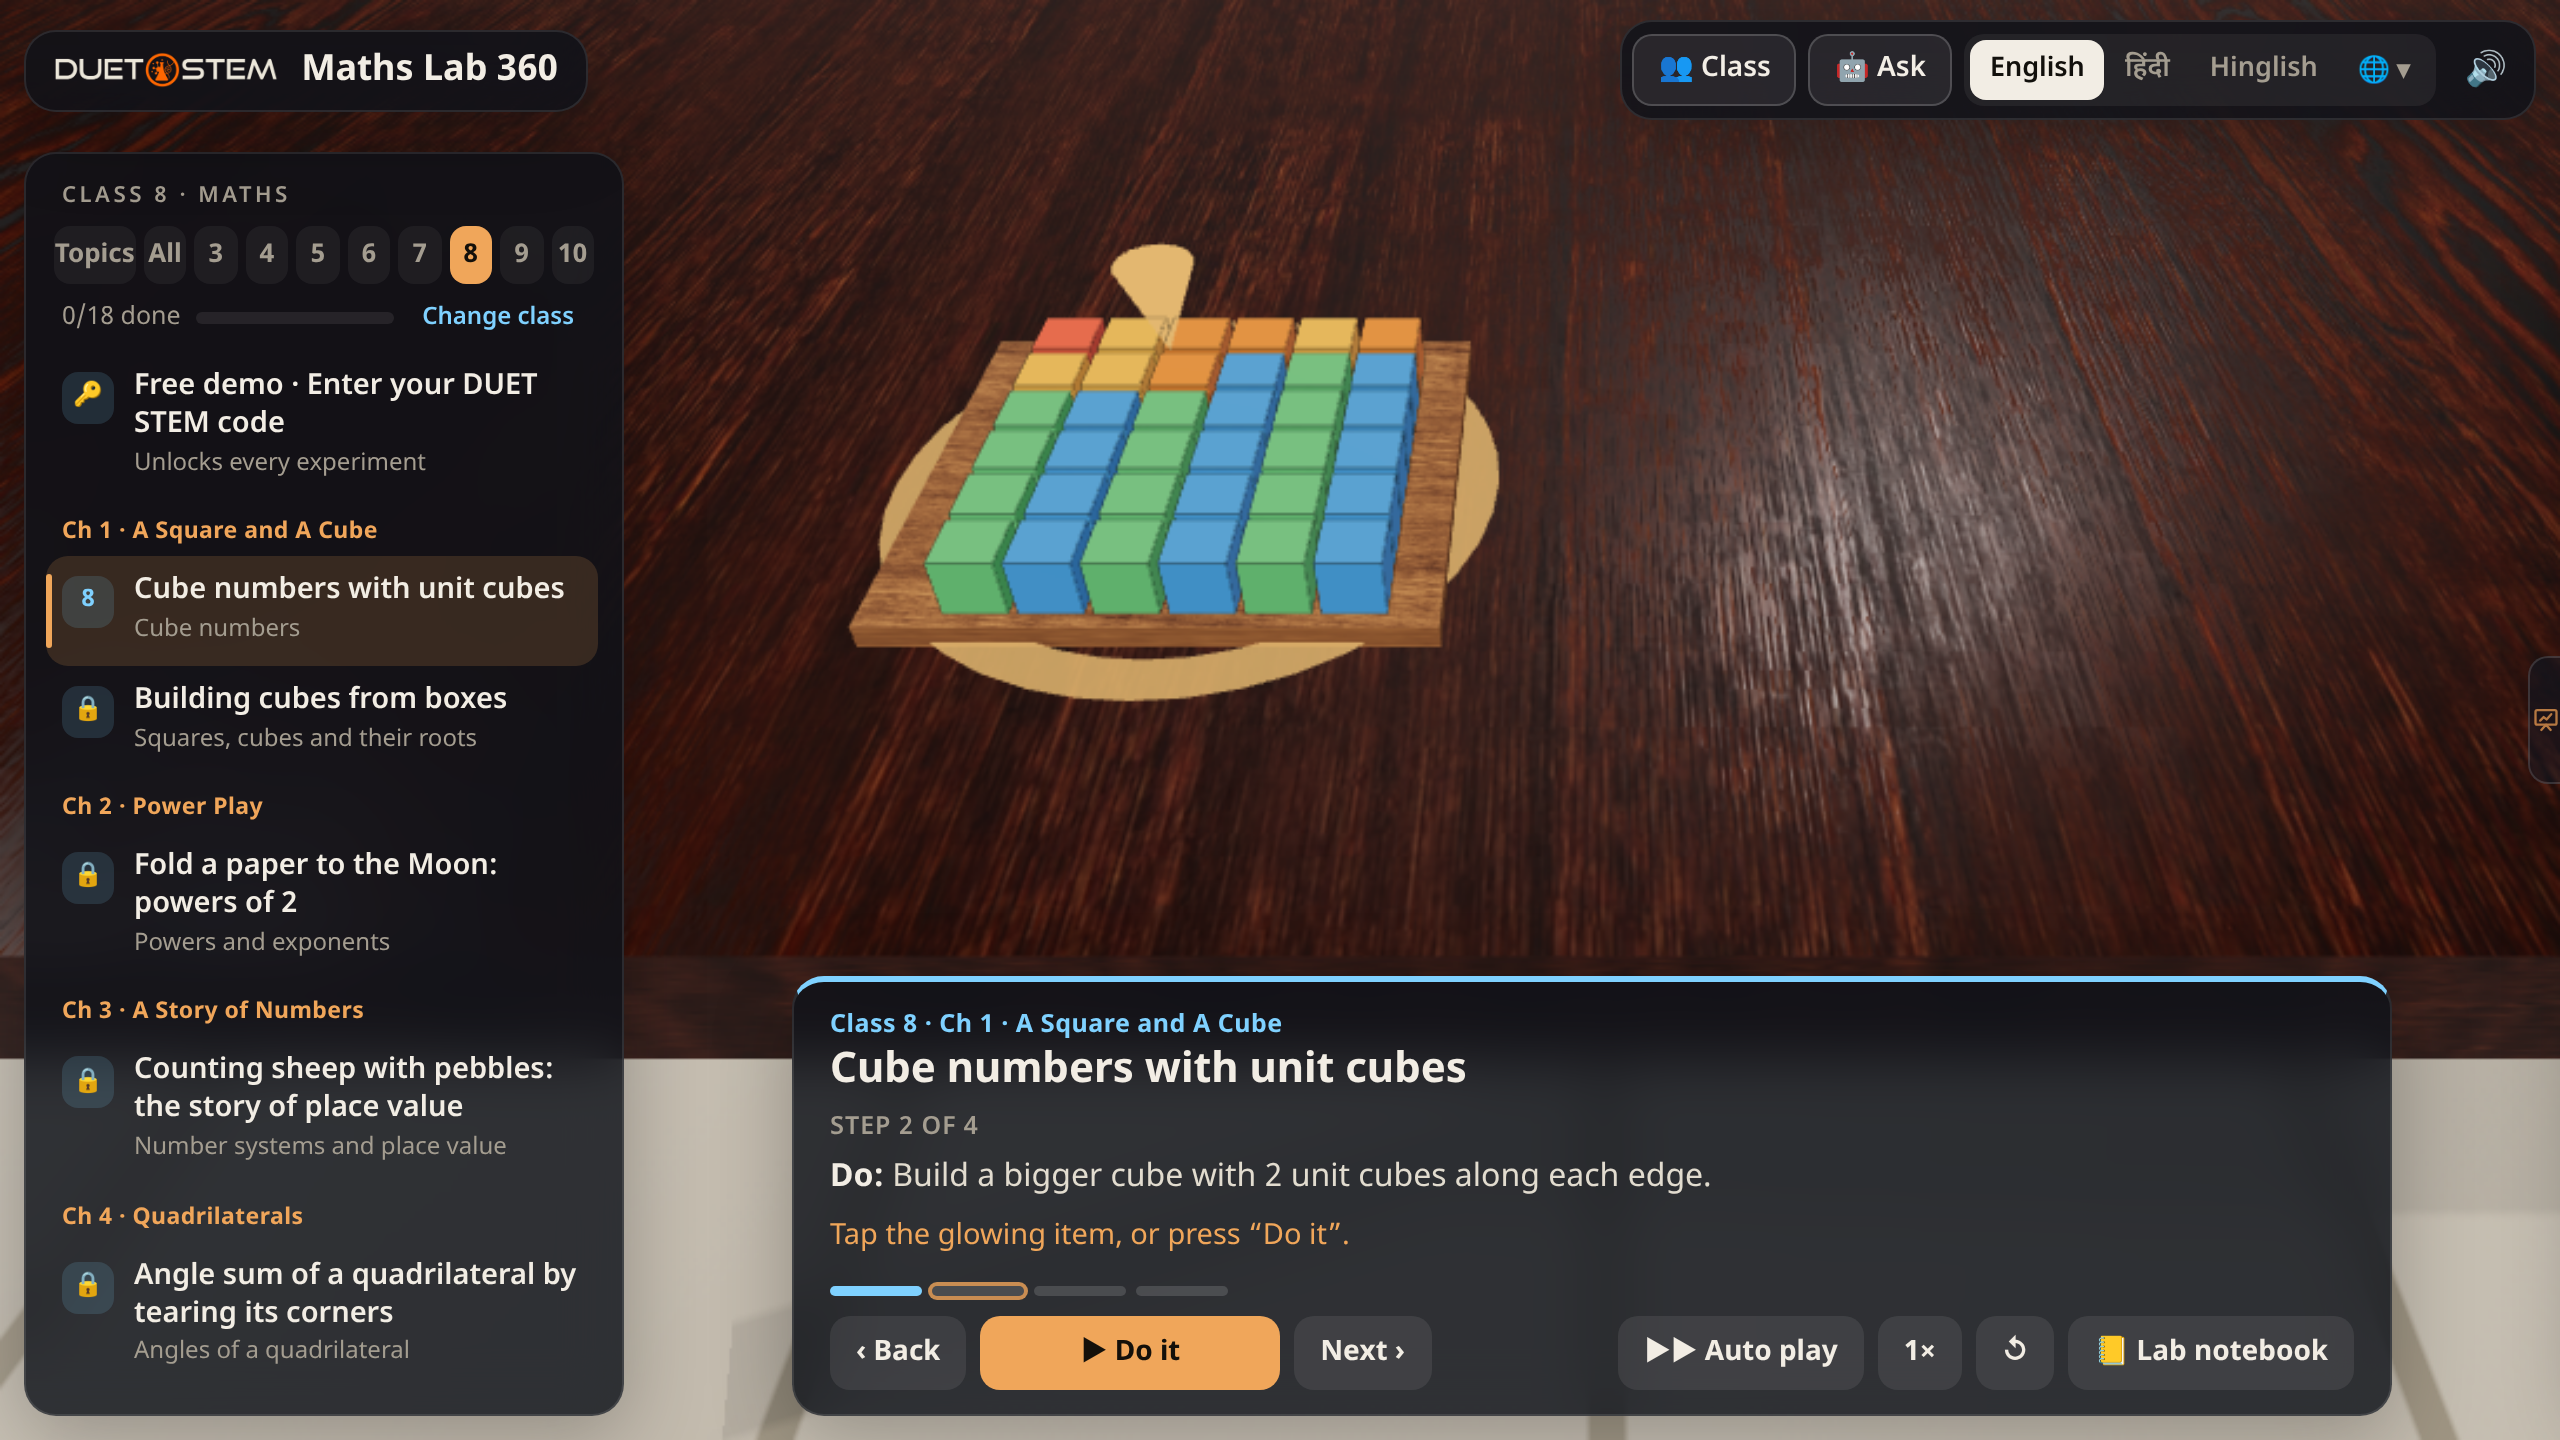 DUET STEM Maths Lab 360
👥 Class 🤖 Ask English हिंदी Hinglish 🌐 ▾ 🔊
CLASS 8 · MATHS
Topics All 3 4 5 6 7 8 9 10
0/18 done Change class
Free demo · Enter your DUET
STEM code
Unlocks every experiment
Ch 1 · A Square and A Cube
8 Cube numbers with unit cubes
Cube numbers
Building cubes from boxes
Squares, cubes and their roots
Ch 2 · Power Play
Fold a paper to the Moon:
powers of 2
Powers and exponents
Ch 3 · A Story of Numbers
Counting sheep with pebbles:
the story of place value
Number systems and place value
Ch 4 · Quadrilaterals
Angle sum of a quadrilateral by
tearing its corners
Angles of a quadrilateral
Class 8 · Ch 1 · A Square and A Cube
Cube numbers with unit cubes
STEP 2 OF 4
Do: Build a bigger cube with 2 unit cubes along each edge.
Tap the glowing item, or press “Do it”.
‹ Back ▶ Do it Next › ▶▶ Auto play 1× ↺ 📒 Lab notebook